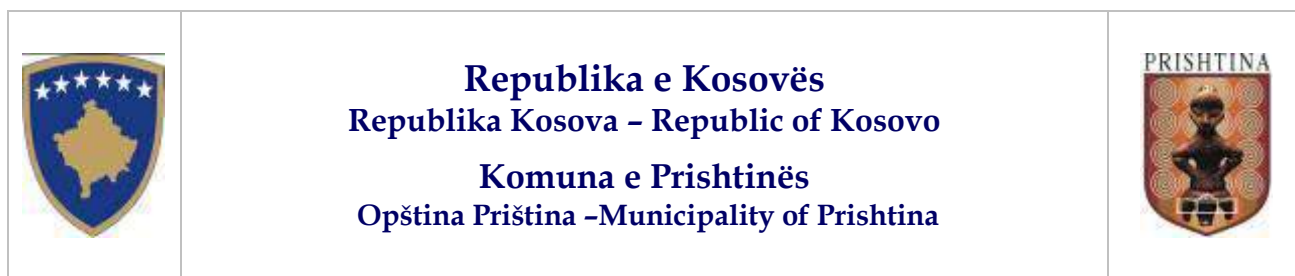 Republika e Kosovës
Republika Kosova – Republic of Kosovo
Komuna e Prishtinës
Opština Priština –Municipality of Prishtina
PRISHTINA